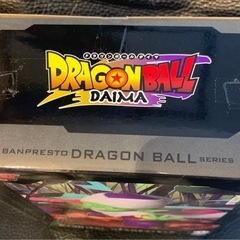 DRAGON BALL
DAIMA
BANPRESTO DRAGON BALL SERIES